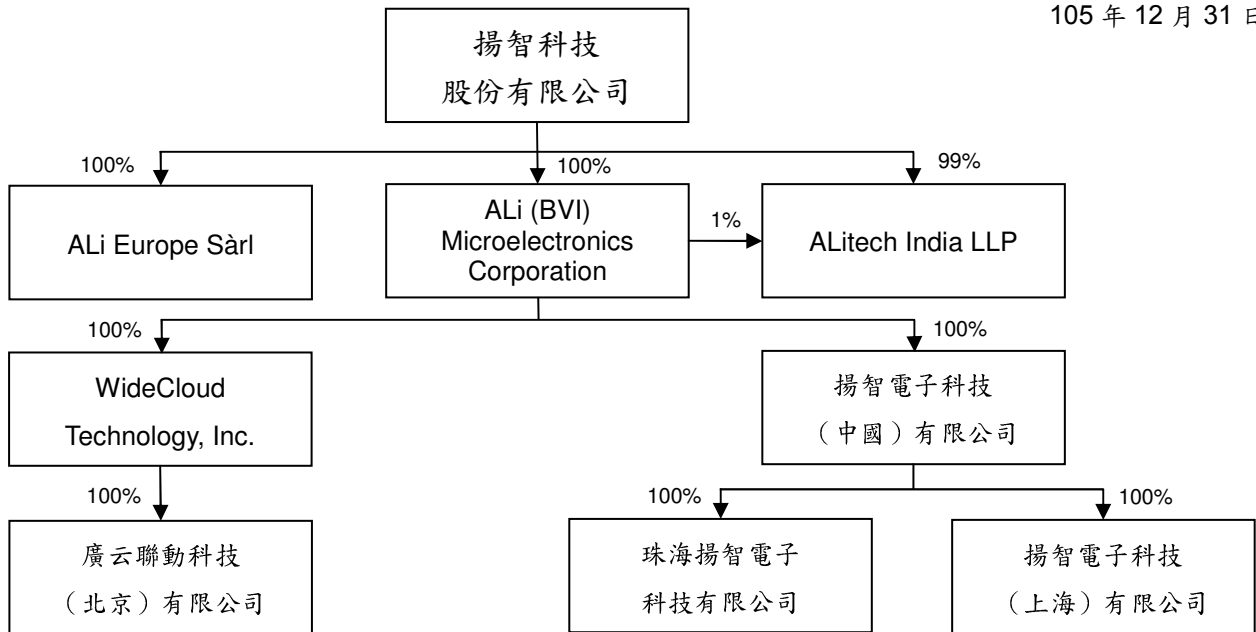 105 年 12 月 31 日
揚智科技
股份有限公司
100%
100%
99%
ALi Europe Sàrl
ALi (BVI)
Microelectronics
Corporation
1%
ALitech India LLP
100%
100%
WideCloud
Technology, Inc.
揚智電子科技
（中國）有限公司
100%
100%
100%
廣云聯動科技
（北京）有限公司
珠海揚智電子
科技有限公司
揚智電子科技
（上海）有限公司